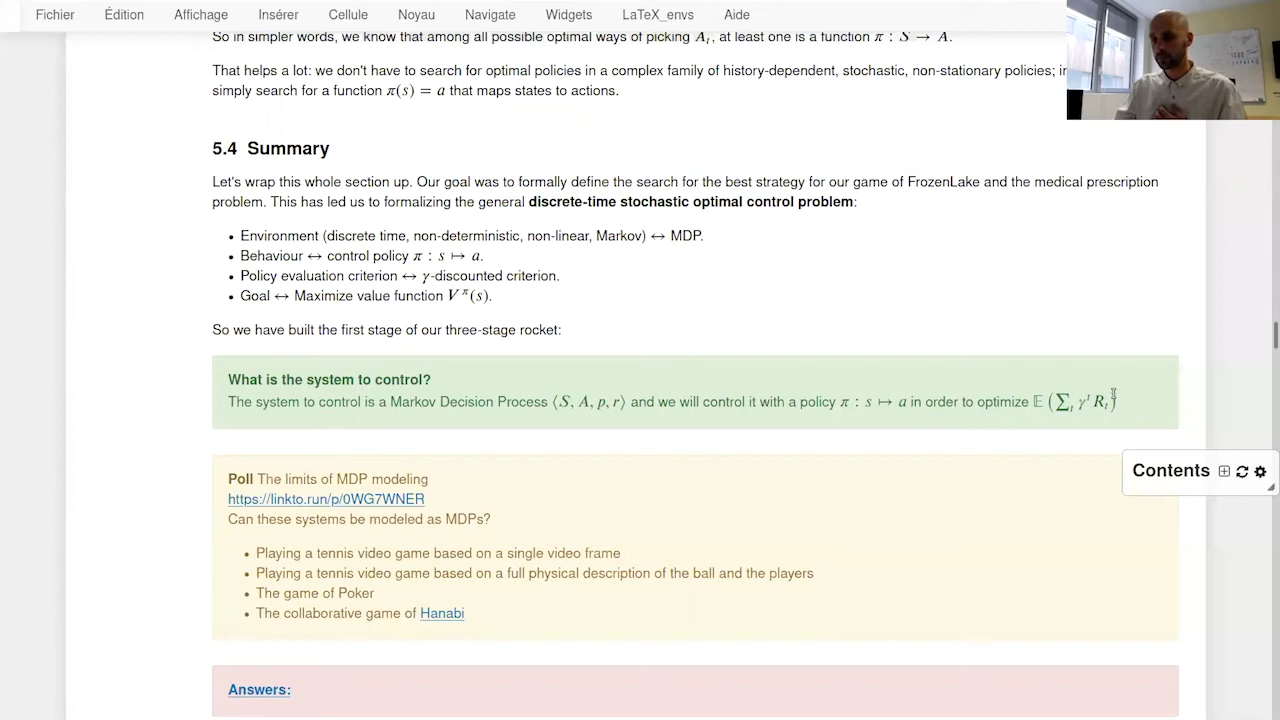 Fichier Édition Affichage Insérer Cellule Noyau Navigate Widgets LaTeX_envs Aide
So in simpler words, we know that among all possible optimal ways of picking Aₜ, at least one is a function π : S → A.
That helps a lot: we don't have to search for optimal policies in a complex family of history-dependent, stochastic, non-stationary policies;
simply search for a function π(s) = a that maps states to actions.
5.4 Summary
Let's wrap this whole section up. Our goal was to formally define the search for the best strategy for our game of FrozenLake and the medical prescription
problem. This has led us to formalizing the general discrete-time stochastic optimal control problem:
• Environment (discrete time, non-deterministic, non-linear, Markov) ↔ MDP.
• Behaviour ↔ control policy π : s ↦ a.
• Policy evaluation criterion ↔ γ-discounted criterion.
• Goal ↔ Maximize value function V^π(s).
So we have built the first stage of our three-stage rocket:
What is the system to control?
The system to control is a Markov Decision Process ⟨S, A, p, r⟩ and we will control it with a policy π : s ↦ a in order to optimize 𝔼 (∑ₜ γᵗ Rₜ)
Contents
Poll The limits of MDP modeling
https://linkto.run/p/0WG7WNER
Can these systems be modeled as MDPs?
• Playing a tennis video game based on a single video frame
• Playing a tennis video game based on a full physical description of the ball and the players
• The game of Poker
• The collaborative game of Hanabi
Answers: